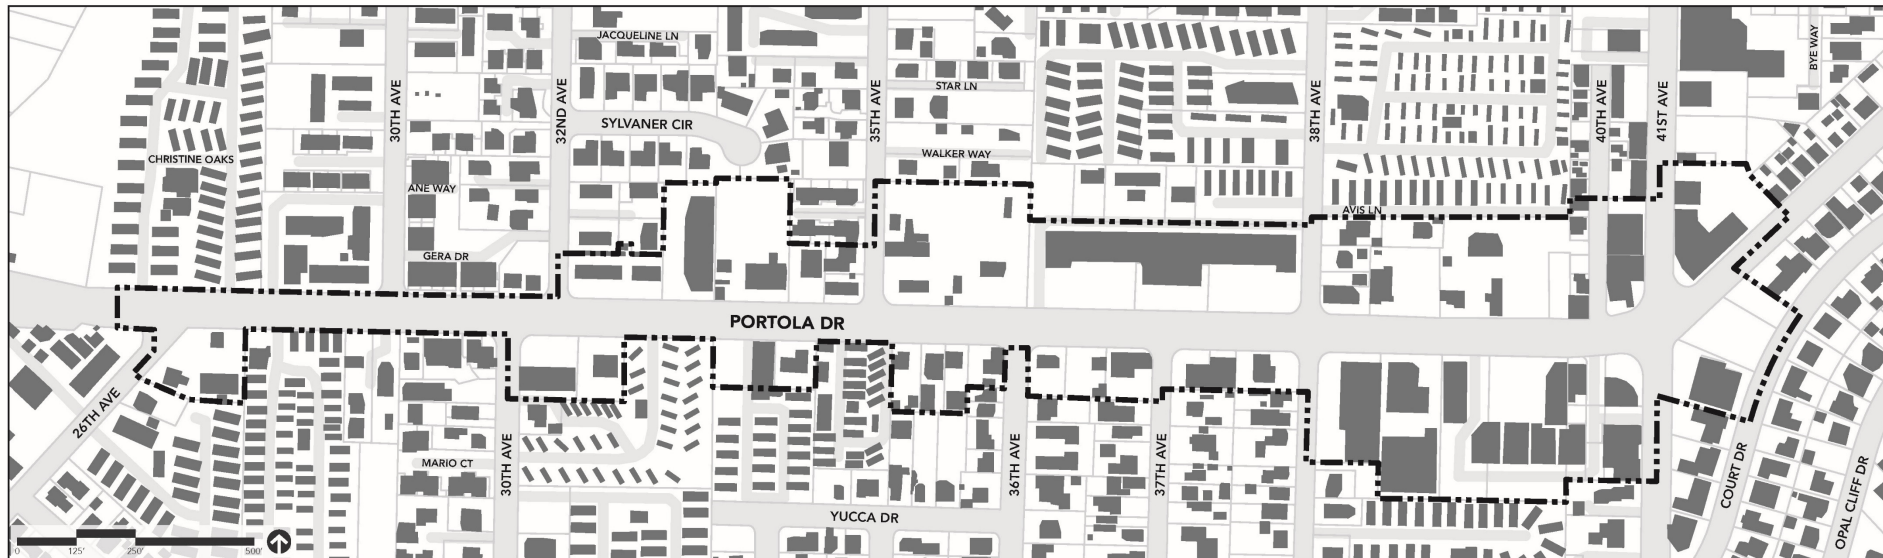 JACQUELINE LN
BYE WAY
30TH AVE
32ND AVE
35TH AVE
STAR LN
38TH AVE
40TH AVE
41ST AVE
SYLVANER CIR
CHRISTINE OAKS
WALKER WAY
ANE WAY
AVIS LN
GERA DR
PORTOLA DR
26TH AVE
MARIO CT
30TH AVE
36TH AVE
37TH AVE
COURT DR
OPAL CLIFF DR
YUCCA DR
0 125' 250' 500'